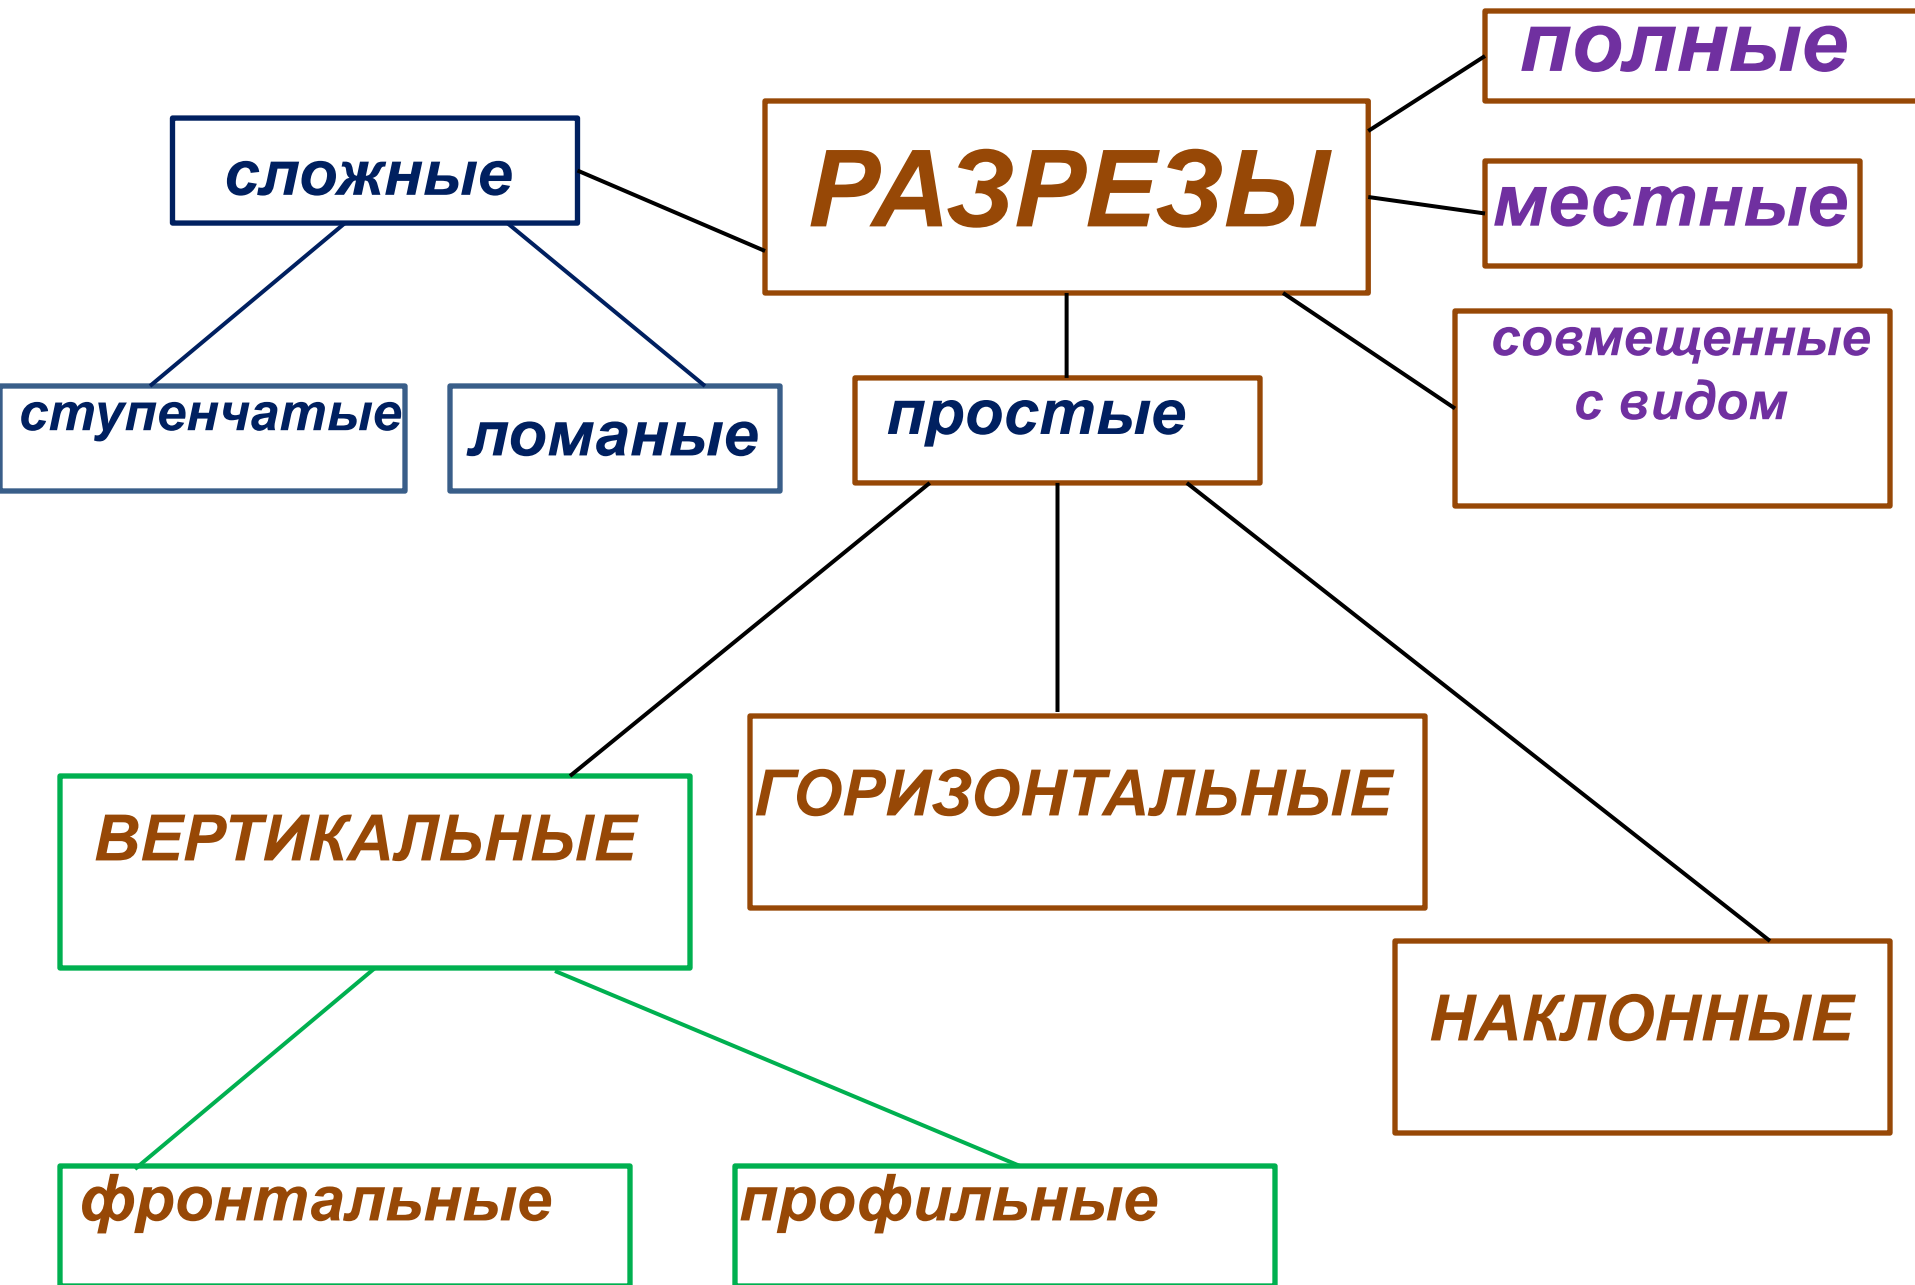 полные
РАЗРЕЗЫ
сложные
местные
совмещенные
с видом
ступенчатые
ломаные
простые
ГОРИЗОНТАЛЬНЫЕ
ВЕРТИКАЛЬНЫЕ
НАКЛОННЫЕ
фронтальные
профильные